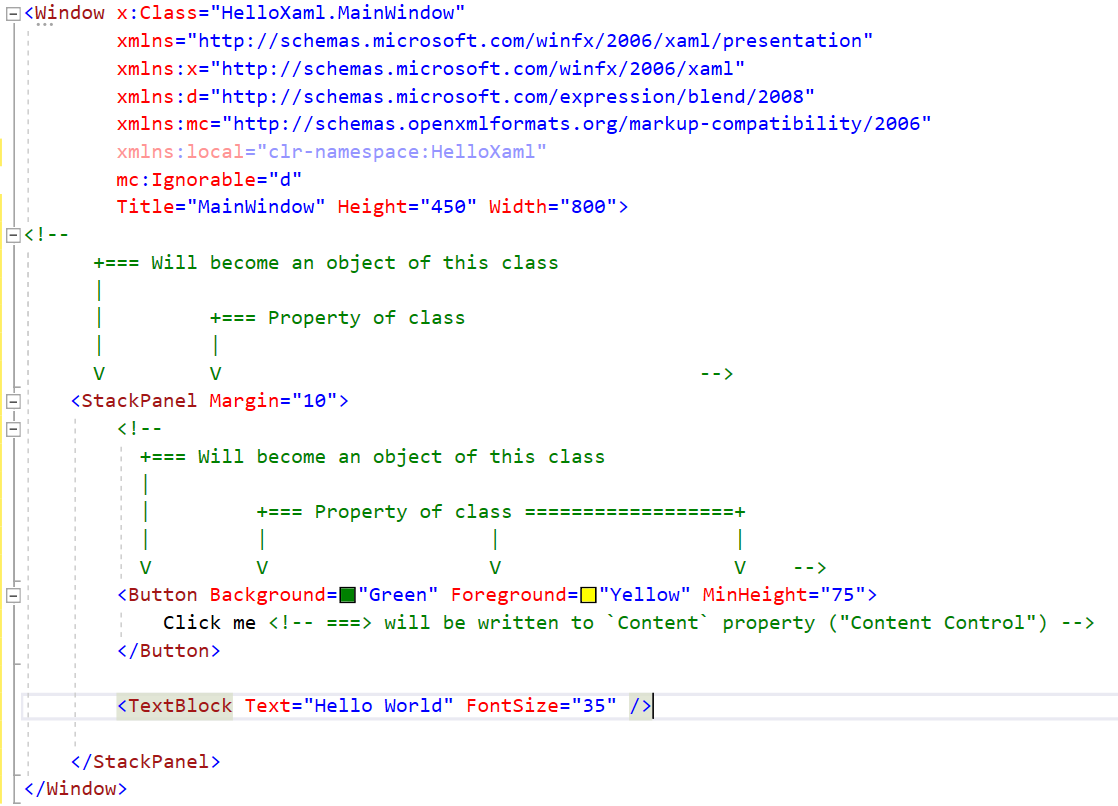 <Window x:Class="HelloXaml.MainWindow"
        xmlns="http://schemas.microsoft.com/winfx/2006/xaml/presentation"
        xmlns:x="http://schemas.microsoft.com/winfx/2006/xaml"
        xmlns:d="http://schemas.microsoft.com/expression/blend/2008"
        xmlns:mc="http://schemas.openxmlformats.org/markup-compatibility/2006"
        xmlns:local="clr-namespace:HelloXaml"
        mc:Ignorable="d"
        Title="MainWindow" Height="450" Width="800">
<!--
      +=== Will become an object of this class
      |
      |         +=== Property of class
      |         |
      V         V                                         -->
    <StackPanel Margin="10">
        <!--
          +=== Will become an object of this class
          |
          |         +=== Property of class ==================+
          |         |                   |                    |
          V         V                   V                    V    -->
        <Button Background="Green" Foreground="Yellow" MinHeight="75">
            Click me <!-- ===> will be written to `Content` property ("Content Control") -->
        </Button>
        <TextBlock Text="Hello World" FontSize="35" />
    </StackPanel>
</Window>